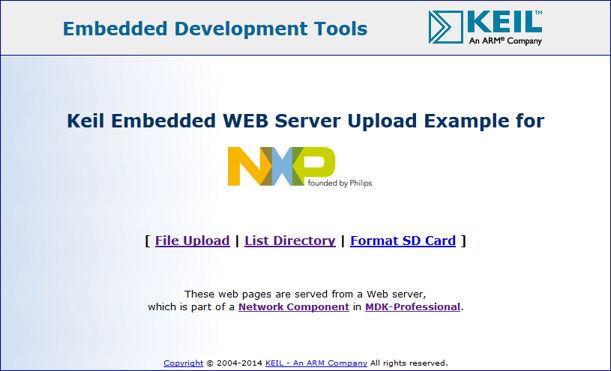 Embedded Development Tools
KEIL™
An ARM® Company
Keil Embedded WEB Server Upload Example for
NXP
founded by Philips
[ File Upload | List Directory | Format SD Card ]
These web pages are served from a Web server,
which is part of a Network Component in MDK-Professional.
Copyright © 2004-2014 KEIL - An ARM Company All rights reserved.